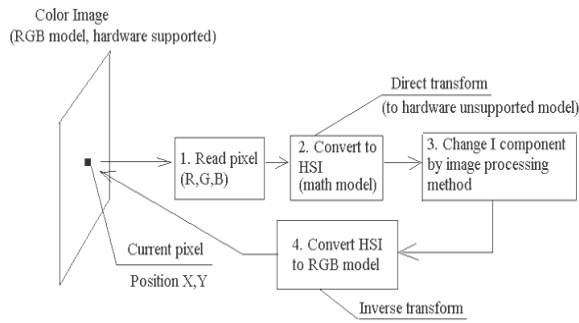 Color Image
(RGB model, hardware supported)
Direct transform
(to hardware unsupported model)
1. Read pixel
(R,G,B)
2. Convert to
HSI
(math model)
3. Change I component
by image processing
method
4. Convert HSI
to RGB model
Current pixel
Position X,Y
Inverse transform